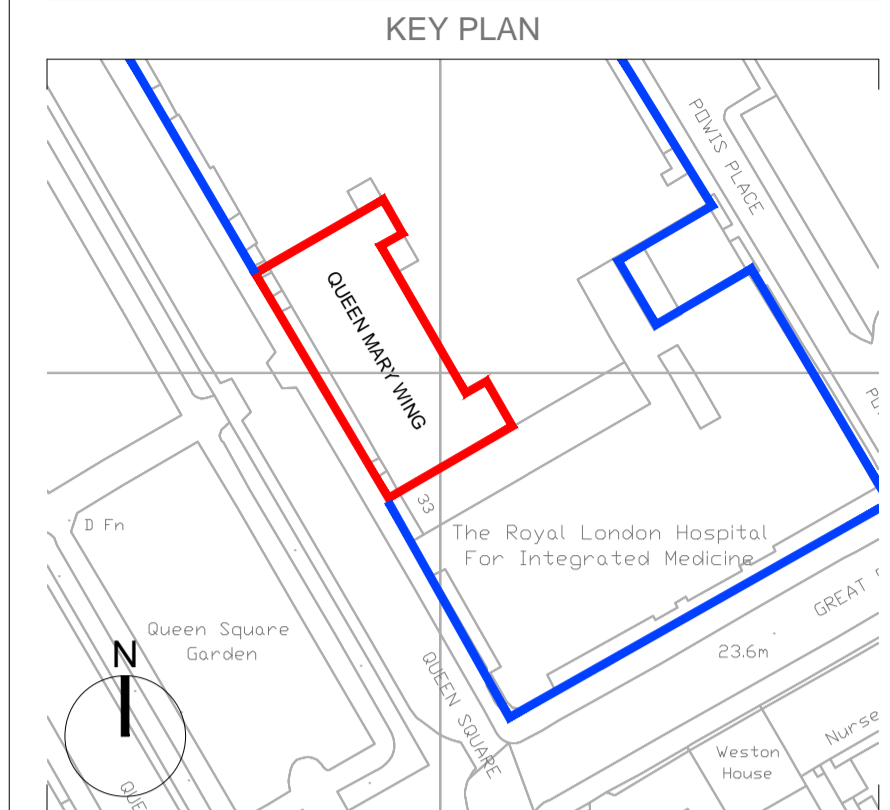 KEY PLAN
POWIS PLACE
QUEEN MARY WING
33
D Fn
The Royal London Hospital
For Integrated Medicine
GREAT
Queen Square
Garden
N
23.6m
QUEEN SQUARE
Weston
House
Nurse